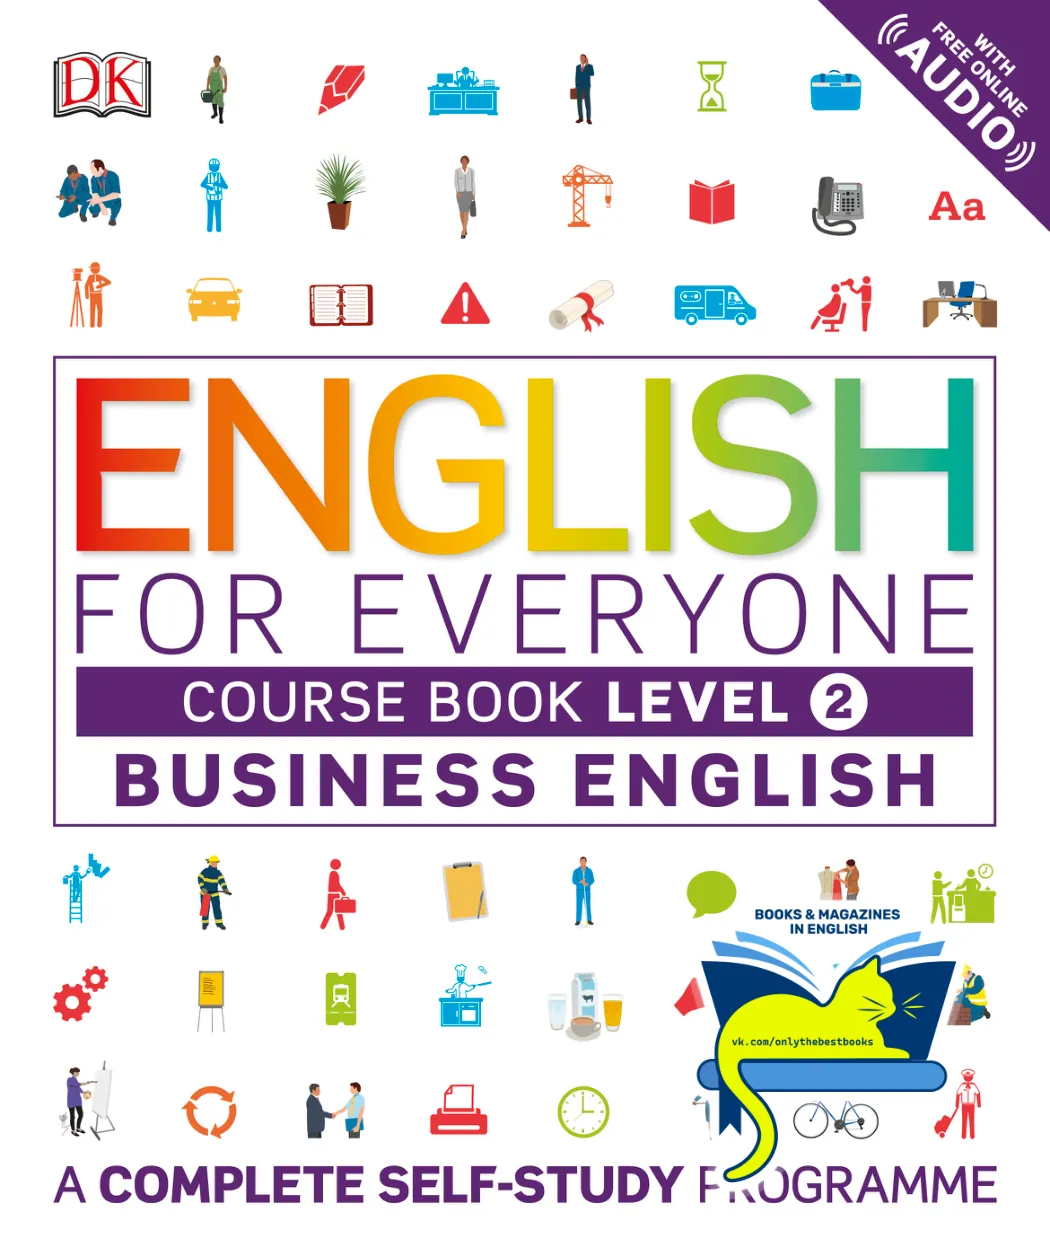 DK
WITH
FREE ONLINE
AUDIO
Aa
ENGLISH
FOR EVERYONE
COURSE BOOK LEVEL 2
BUSINESS ENGLISH
BOOKS & MAGAZINES
IN ENGLISH
vk.com/onlythebestbooks
A COMPLETE SELF-STUDY PROGRAMME